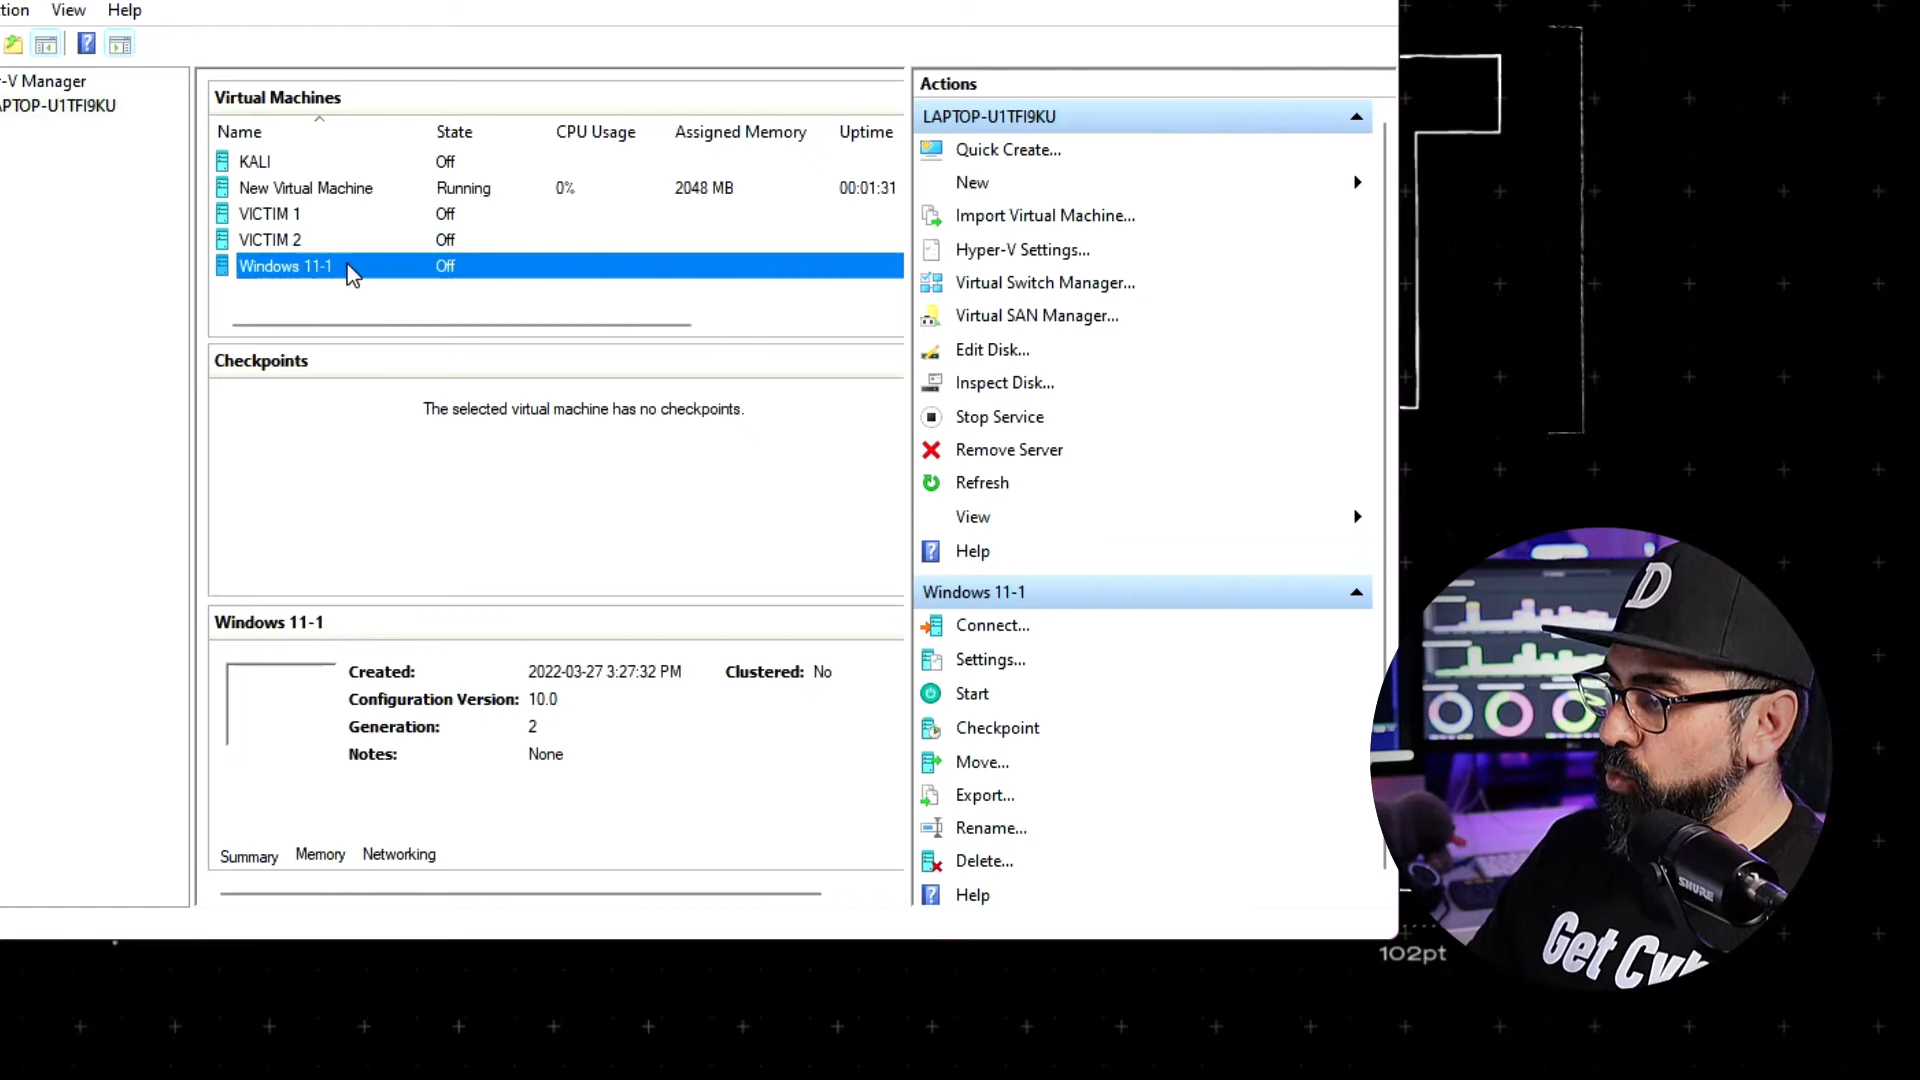 tion View Help
-V Manager
APTOP-U1TFI9KU
Virtual Machines
Name State CPU Usage Assigned Memory Uptime
KALI Off
New Virtual Machine Running 0% 2048 MB 00:01:31
VICTIM 1 Off
VICTIM 2 Off
Windows 11-1 Off
Checkpoints
The selected virtual machine has no checkpoints.
Windows 11-1
Created: 2022-03-27 3:27:32 PM Clustered: No
Configuration Version: 10.0
Generation: 2
Notes: None
Summary Memory Networking
Actions
LAPTOP-U1TFI9KU
Quick Create...
New
Import Virtual Machine...
Hyper-V Settings...
Virtual Switch Manager...
Virtual SAN Manager...
Edit Disk...
Inspect Disk...
Stop Service
Remove Server
Refresh
View
Help
Windows 11-1
Connect...
Settings...
Start
Checkpoint
Move...
Export...
Rename...
Delete...
Help
D
SHURE
Get Cyb
102pt